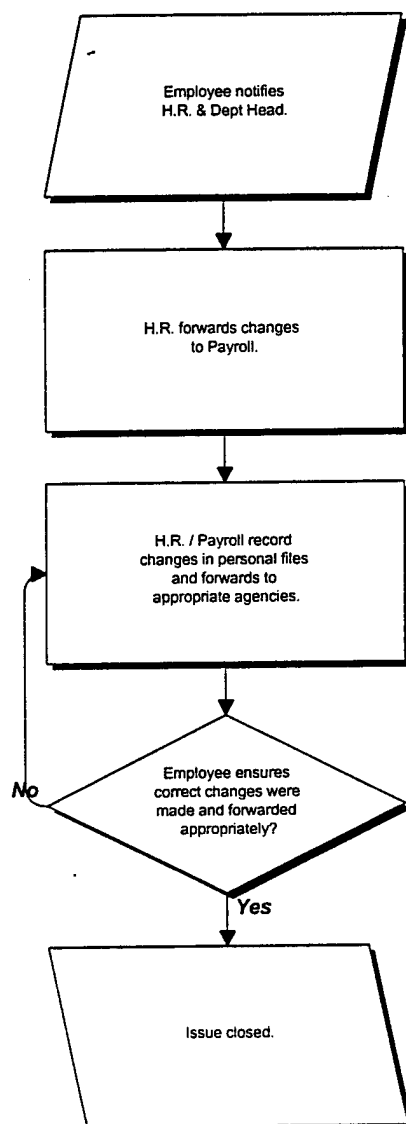 Employee notifies
H.R. & Dept Head.
H.R. forwards changes
to Payroll.
H.R. / Payroll record
changes in personal files
and forwards to
appropriate agencies.
Employee ensures
correct changes were
made and forwarded
appropriately?
No
Yes
Issue closed.